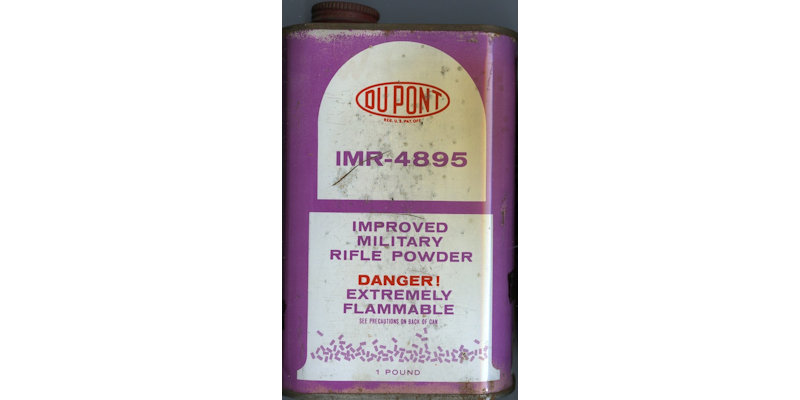 DU PONT
REG. U.S. PAT. OFF.
IMR-4895
IMPROVED
MILITARY
RIFLE POWDER
DANGER!
EXTREMELY
FLAMMABLE
SEE PRECAUTIONS ON BACK OF CAN
1 POUND